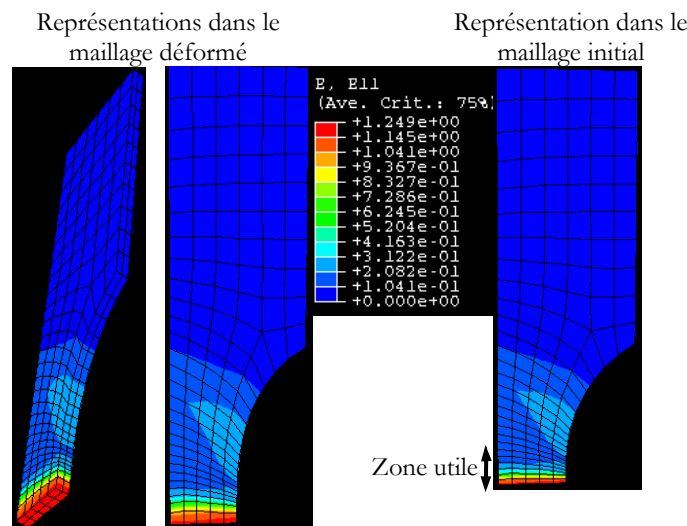 Représentations dans le
maillage déformé
Représentation dans le
maillage initial
E, E11
(Ave. Crit.: 75%)
+1.249e+00
+1.145e+00
+1.041e+00
+9.367e-01
+8.327e-01
+7.286e-01
+6.245e-01
+5.204e-01
+4.163e-01
+3.122e-01
+2.082e-01
+1.041e-01
+0.000e+00
Zone utile